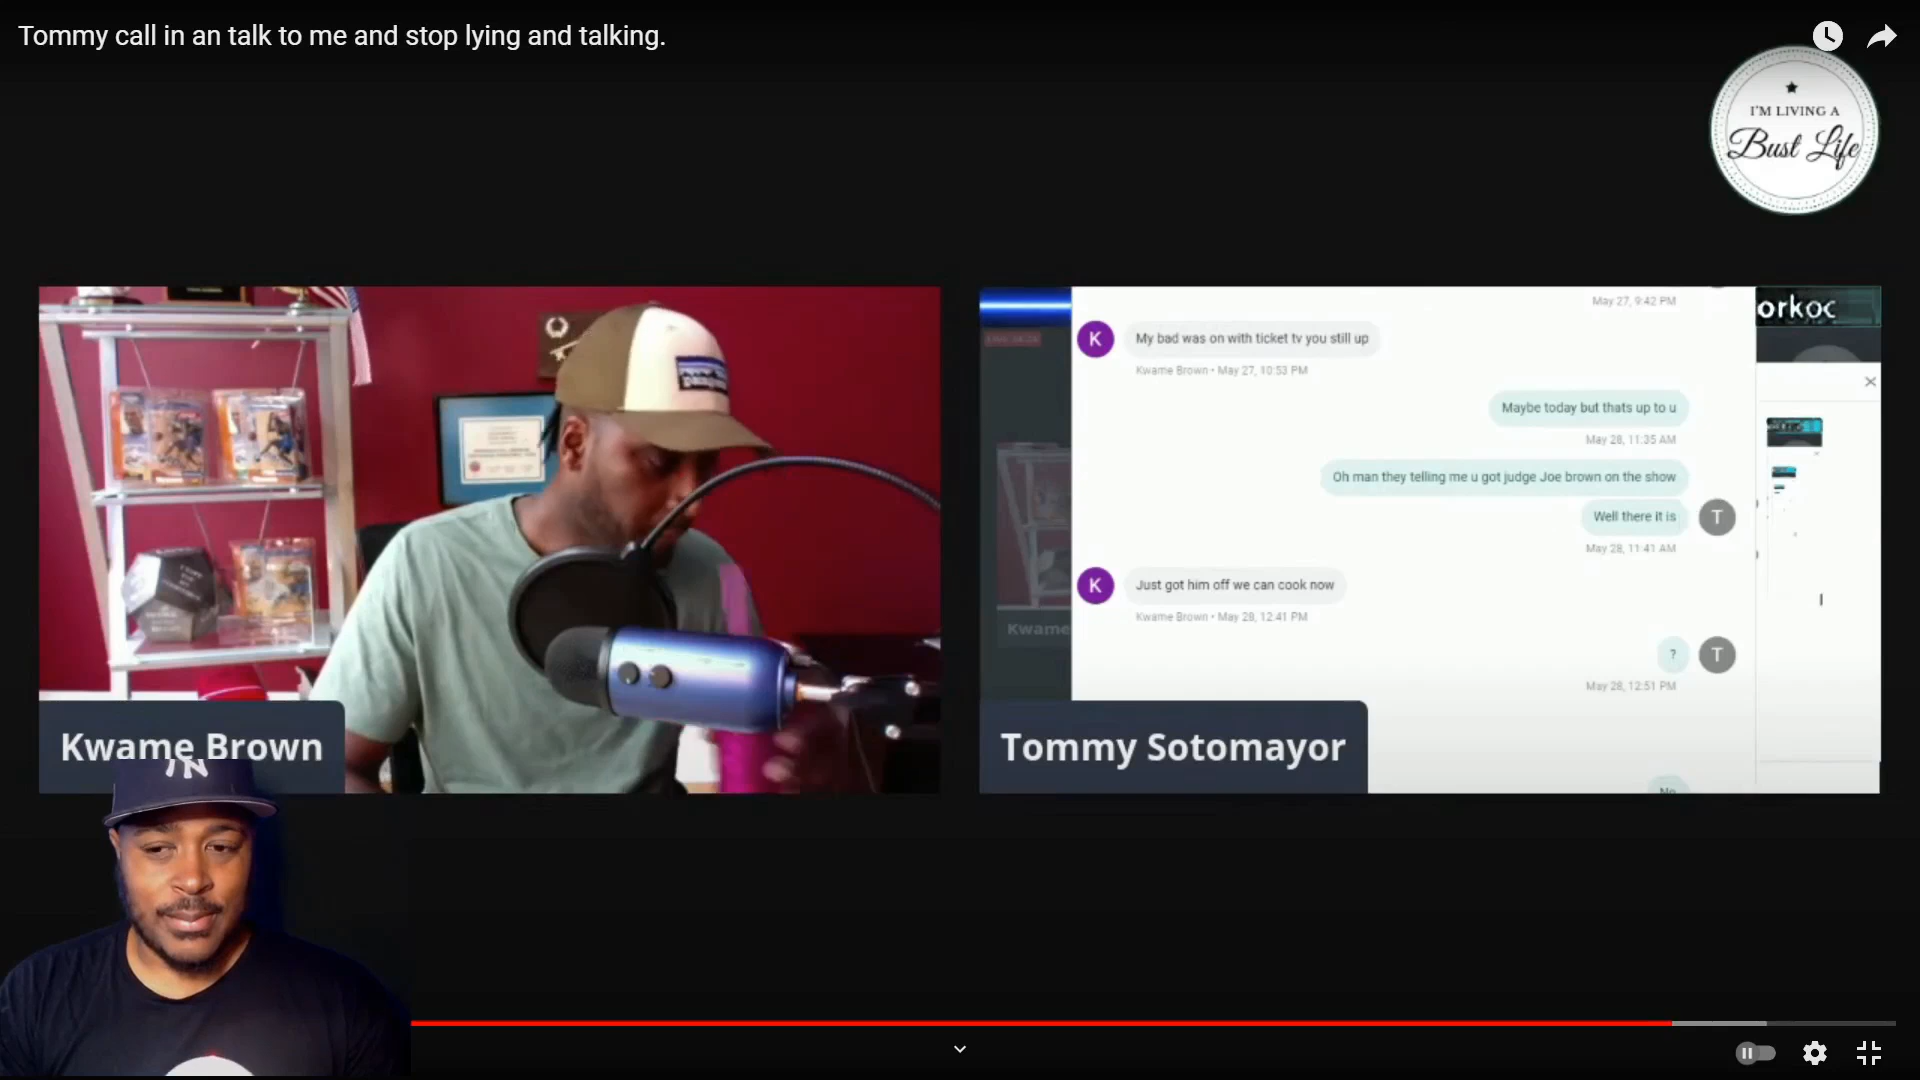 Tommy call in an talk to me and stop lying and talking.
I'M LIVING A
Bust Life
May 27, 9:42 PM
K
My bad was on with ticket tv you still up
Kwame Brown • May 27, 10:53 PM
Maybe today but thats up to u
May 28, 11:35 AM
Oh man they telling me u got judge Joe brown on the show
Well there it is
T
May 28, 11:41 AM
K
Just got him off we can cook now
Kwame Brown • May 28, 12:41 PM
?
T
May 28, 12:51 PM
No
orkoc
Kwame
Kwame Brown
Tommy Sotomayor